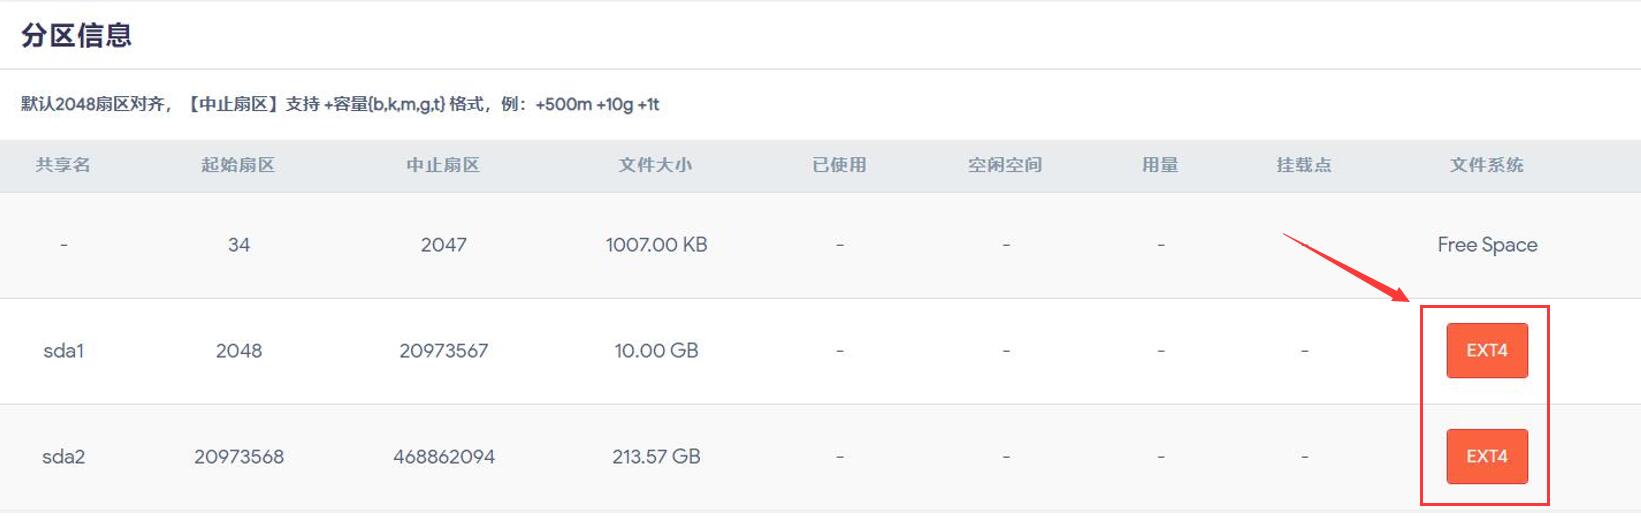 分区信息
默认2048扇区对齐，【中止扇区】支持 +容量{b,k,m,g,t} 格式，例：+500m +10g +1t
共享名 起始扇区 中止扇区 文件大小 已使用 空闲空间 用量 挂载点 文件系统
- 34 2047 1007.00 KB - - - - Free Space
sda1 2048 20973567 10.00 GB - - - - EXT4
sda2 20973568 468862094 213.57 GB - - - - EXT4